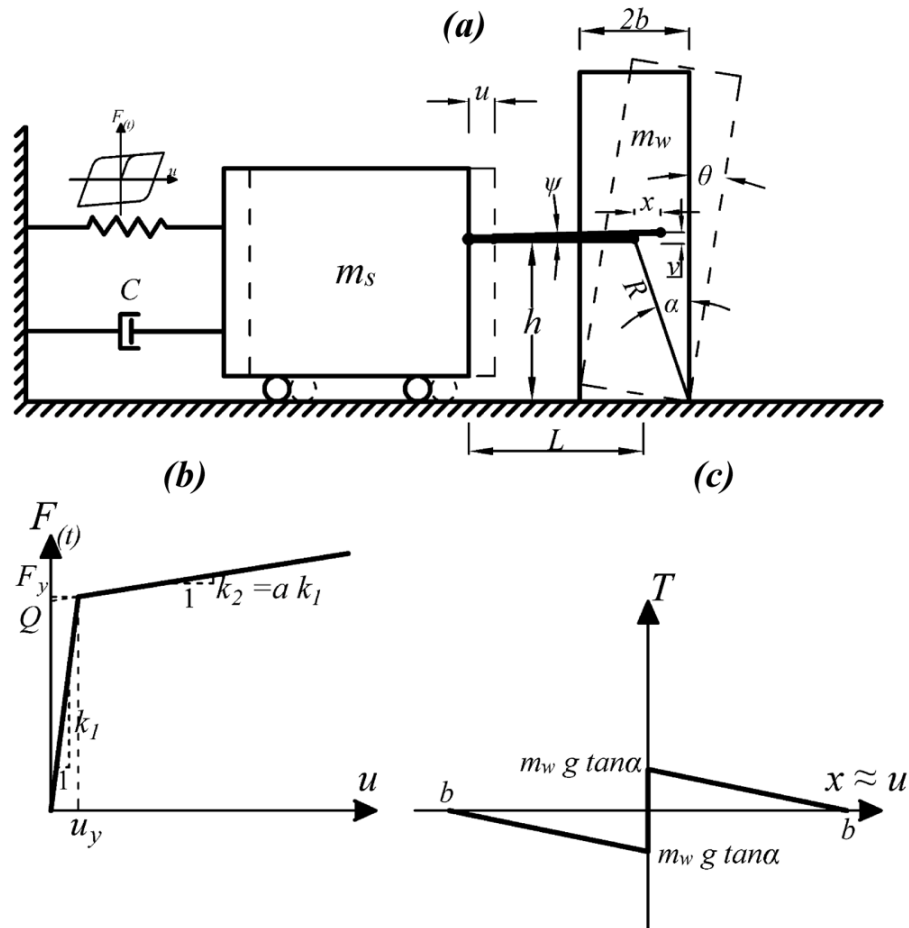 (a)
2b
u
F(t)
u
m_w
θ
ψ
x
C
m_s
v
R
α
h
L
(b)
(c)
F(t)
F_y
k_2 = a k_1
1
Q
k_1
1
u
u_y
T
m_w g tanα
x ≈ u
b
b
m_w g tanα